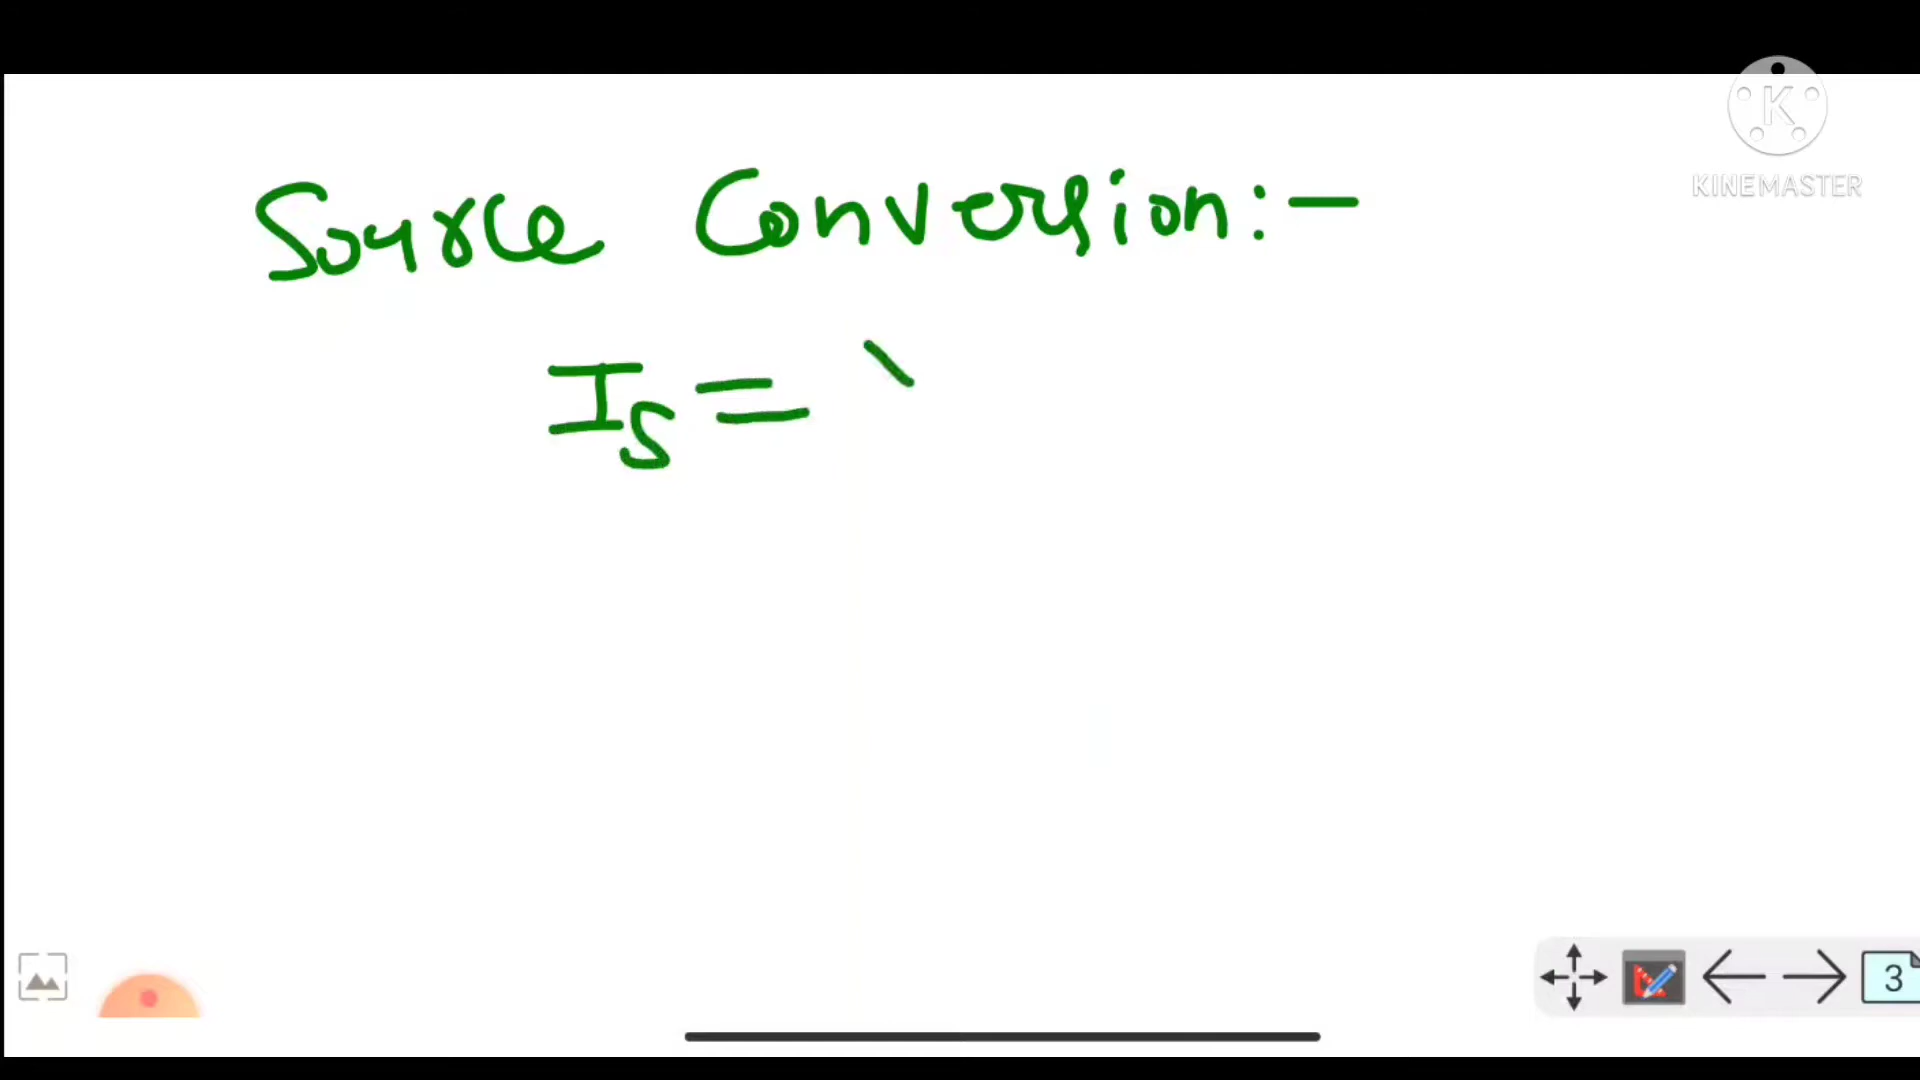 KINEMASTER
Source Conversion:-
Is =
3